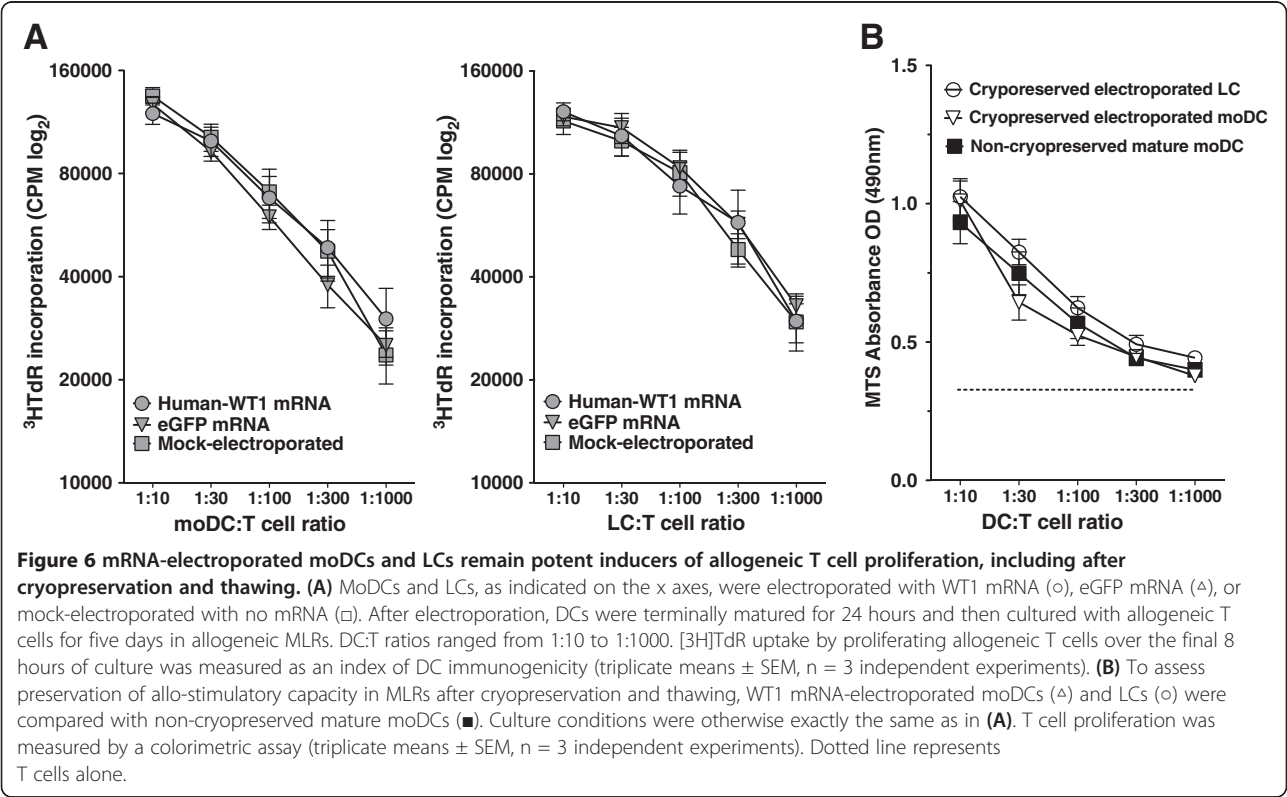 A
B
³HTdR incorporation (CPM log₂)
160000
80000
40000
20000
10000
Human-WT1 mRNA
eGFP mRNA
Mock-electroporated
1:10 1:30 1:100 1:300 1:1000
moDC:T cell ratio
³HTdR incorporation (CPM log₂)
160000
80000
40000
20000
10000
Human-WT1 mRNA
eGFP mRNA
Mock-electroporated
1:10 1:30 1:100 1:300 1:1000
LC:T cell ratio
MTS Absorbance OD (490nm)
1.5
1.0
0.5
0.0
Cryporeserved electroporated LC
Cryopreserved electroporated moDC
Non-cryopreserved mature moDC
1:10 1:30 1:100 1:300 1:1000
DC:T cell ratio
Figure 6 mRNA-electroporated moDCs and LCs remain potent inducers of allogeneic T cell proliferation, including after
cryopreservation and thawing. (A) MoDCs and LCs, as indicated on the x axes, were electroporated with WT1 mRNA (○), eGFP mRNA (△), or
mock-electroporated with no mRNA (□). After electroporation, DCs were terminally matured for 24 hours and then cultured with allogeneic T
cells for five days in allogeneic MLRs. DC:T ratios ranged from 1:10 to 1:1000. [3H]TdR uptake by proliferating allogeneic T cells over the final 8
hours of culture was measured as an index of DC immunogenicity (triplicate means ± SEM, n = 3 independent experiments). (B) To assess
preservation of allo-stimulatory capacity in MLRs after cryopreservation and thawing, WT1 mRNA-electroporated moDCs (△) and LCs (○) were
compared with non-cryopreserved mature moDCs (■). Culture conditions were otherwise exactly the same as in (A). T cell proliferation was
measured by a colorimetric assay (triplicate means ± SEM, n = 3 independent experiments). Dotted line represents
T cells alone.